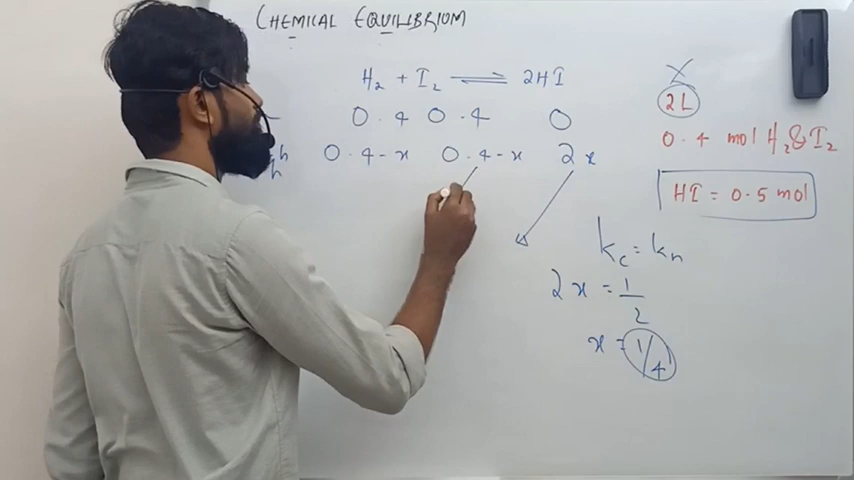 CHEMICAL EQUILIBRIUM
H₂ + I₂ ⇌ 2HI
0.4 0.4 0
0.4-x 0.4-x 2x
2L
0.4 mol H₂ & I₂
HI = 0.5 mol
kc = kn
2x = 1/2
x = 1/4